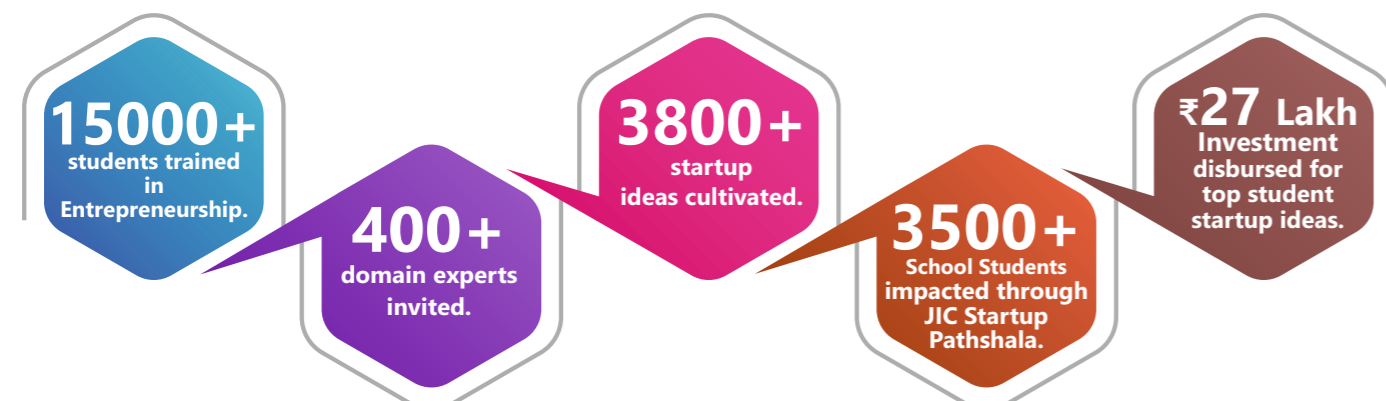 15000+
students trained
in
Entrepreneurship.
400+
domain experts
invited.
3800+
startup
ideas cultivated.
3500+
School Students
impacted through
JIC Startup
Pathshala.
₹27 Lakh
Investment
disbursed for
top student
startup ideas.